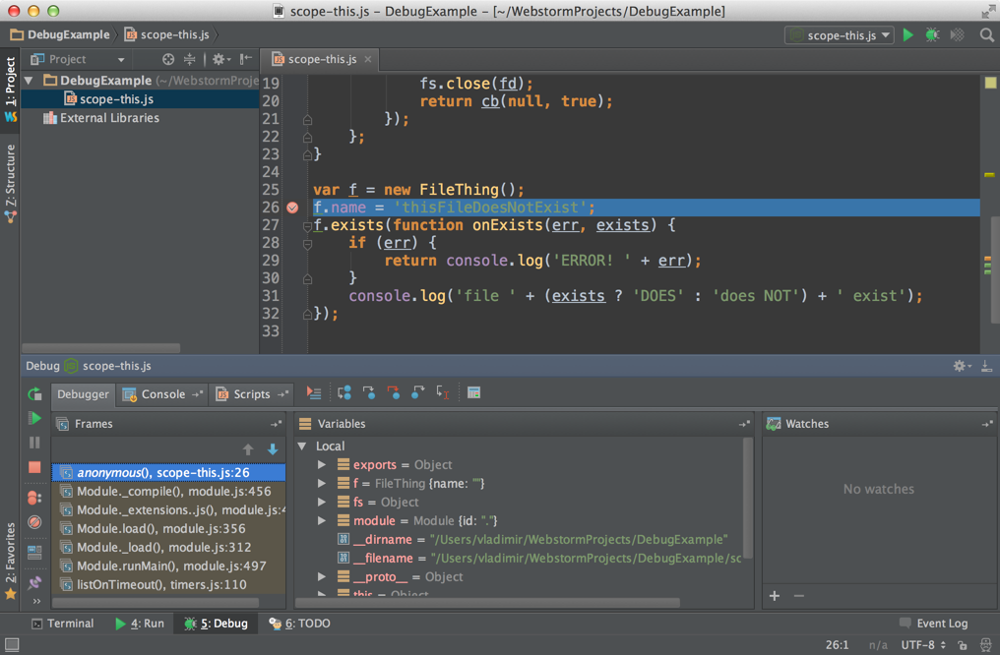 scope-this.js – DebugExample – [~/WebstormProjects/DebugExample]
DebugExample scope-this.js
scope-this.js
1: Project
Z: Structure
2: Favorites
Project
DebugExample (~/WebstormProje
scope-this.js
External Libraries
scope-this.js
19 fs.close(fd);
20 return cb(null, true);
21 });
22 };
23 }
24
25 var f = new FileThing();
26 f.name = 'thisFileDoesNotExist';
27 f.exists(function onExists(err, exists) {
28 if (err) {
29 return console.log('ERROR! ' + err);
30 }
31 console.log('file ' + (exists ? 'DOES' : 'does NOT') + ' exist');
32 });
33
Debug scope-this.js
Debugger Console Scripts
Frames
anonymous(), scope-this.js:26
Module._compile(), module.js:456
Module._extensions..js(), module.js:4
Module.load(), module.js:356
Module._load(), module.js:312
Module.runMain(), module.js:497
listOnTimeout(), timers.js:110
Variables
Local
exports = Object
f = FileThing {name: ""}
fs = Object
module = Module {id: "."}
__dirname = "/Users/vladimir/WebstormProjects/DebugExample"
__filename = "/Users/vladimir/WebstormProjects/DebugExample/sc
__proto__ = Object
this = Object
Watches
No watches
Terminal 4: Run 5: Debug 6: TODO Event Log
26:1 n/a UTF-8